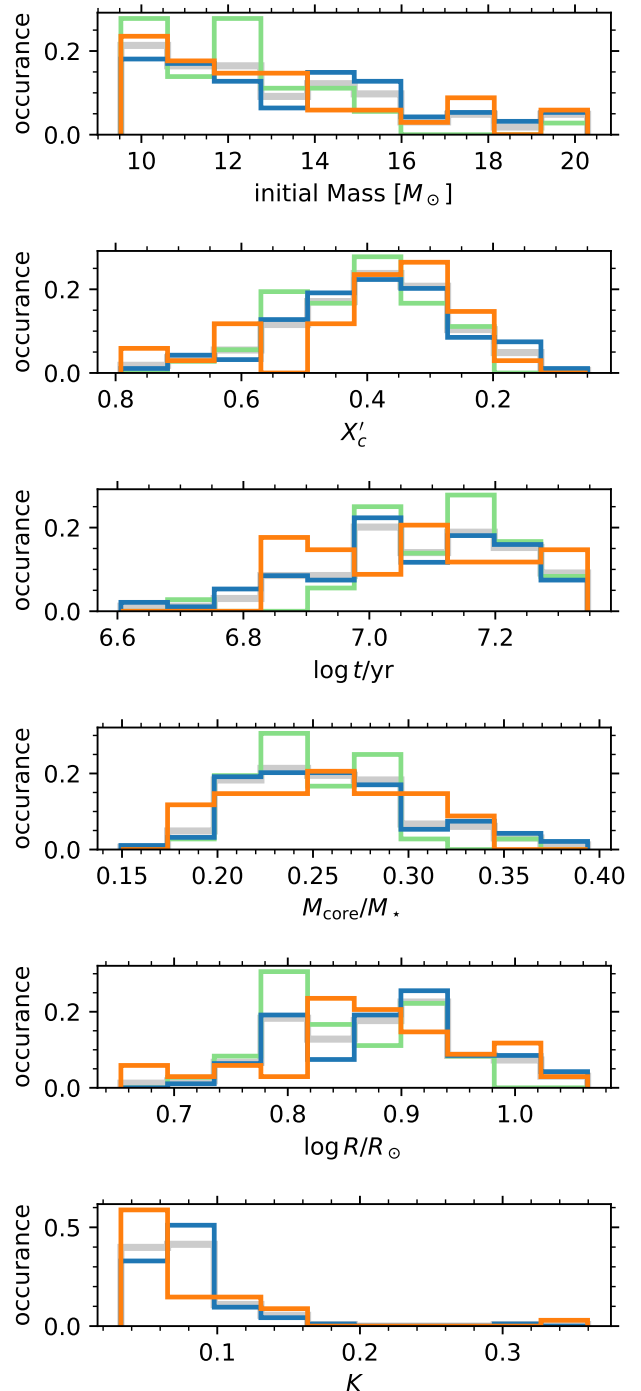 occurance
0.2
0.0
10 12 14 16 18 20
initial Mass [M⊙]
occurance
0.2
0.0
0.8 0.6 0.4 0.2
X′c
occurance
0.2
0.0
6.6 6.8 7.0 7.2
log t/yr
occurance
0.2
0.0
0.15 0.20 0.25 0.30 0.35 0.40
Mcore/M⋆
occurance
0.2
0.0
0.7 0.8 0.9 1.0
log R/R⊙
occurance
0.5
0.0
0.1 0.2 0.3
K